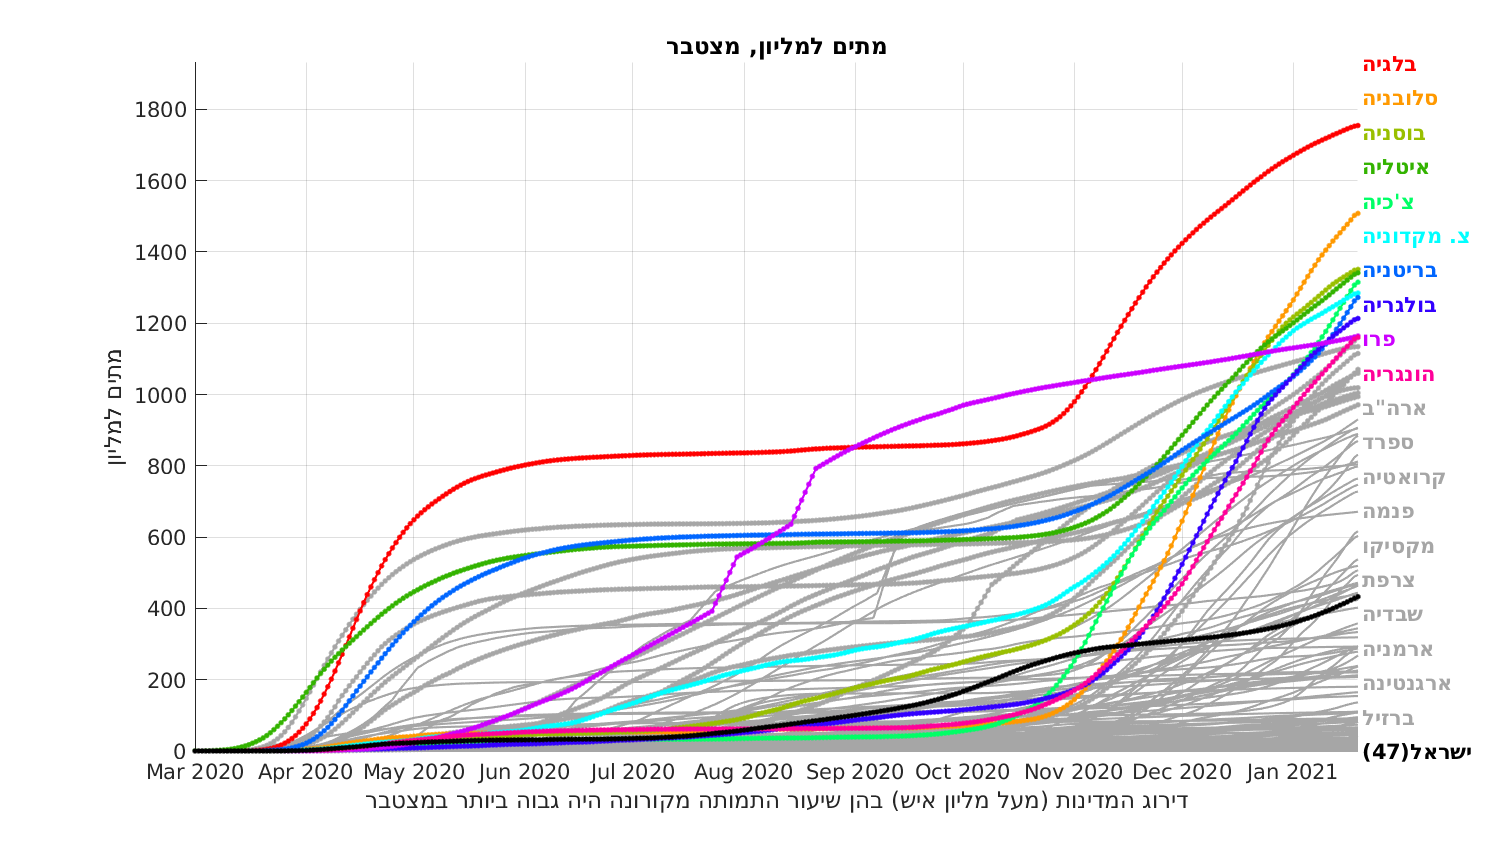 מתים למליון, מצטבר
מתים למליון
1800
1600
1400
1200
1000
800
600
400
200
0
Mar 2020 Apr 2020 May 2020 Jun 2020 Jul 2020 Aug 2020 Sep 2020 Oct 2020 Nov 2020 Dec 2020 Jan 2021
דירוג המדינות (מעל מליון איש) בהן שיעור התמותה מקורונה היה גבוה ביותר במצטבר
בלגיה
סלובניה
בוסניה
איטליה
צ'כיה
צ. מקדוניה
בריטניה
בולגריה
פרו
הונגריה
ארה"ב
ספרד
קרואטיה
פנמה
מקסיקו
צרפת
שבדיה
ארמניה
ארגנטינה
ברזיל
ישראל(47)